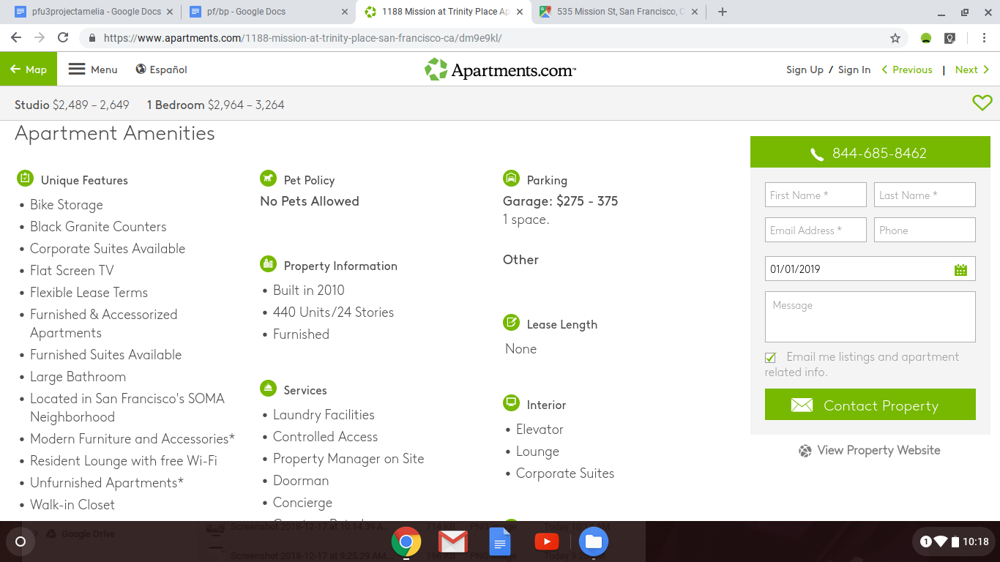 pfu3projectamelia - Google Docs
pf/bp - Google Docs
1188 Mission at Trinity Place Ap
535 Mission St, San Francisco, C
https://www.apartments.com/1188-mission-at-trinity-place-san-francisco-ca/dm9e9kl/
Map
Menu
Español
Apartments.com™
Sign Up / Sign In
Previous | Next
Studio $2,489 – 2,649 1 Bedroom $2,964 – 3,264
Apartment Amenities
Unique Features
• Bike Storage
• Black Granite Counters
• Corporate Suites Available
• Flat Screen TV
• Flexible Lease Terms
• Furnished & Accessorized
Apartments
• Furnished Suites Available
• Large Bathroom
• Located in San Francisco's SOMA
Neighborhood
• Modern Furniture and Accessories*
• Resident Lounge with free Wi-Fi
• Unfurnished Apartments*
• Walk-in Closet
Pet Policy
No Pets Allowed
Property Information
• Built in 2010
• 440 Units/24 Stories
• Furnished
Services
• Laundry Facilities
• Controlled Access
• Property Manager on Site
• Doorman
• Concierge
Parking
Garage: $275 - 375
1 space.
Other
Lease Length
None
Interior
• Elevator
• Lounge
• Corporate Suites
844-685-8462
First Name *
Last Name *
Email Address *
Phone
01/01/2019
Message
Email me listings and apartment
related info.
Contact Property
View Property Website
Google Drive
Screenshot 2018-12-17 at 10.14.39 A...
714 KB
PNG image
Today 10:14 AM
Screenshot 2018-12-17 at 9.25.29 AM...
196 KB
PNG image
1
10:18